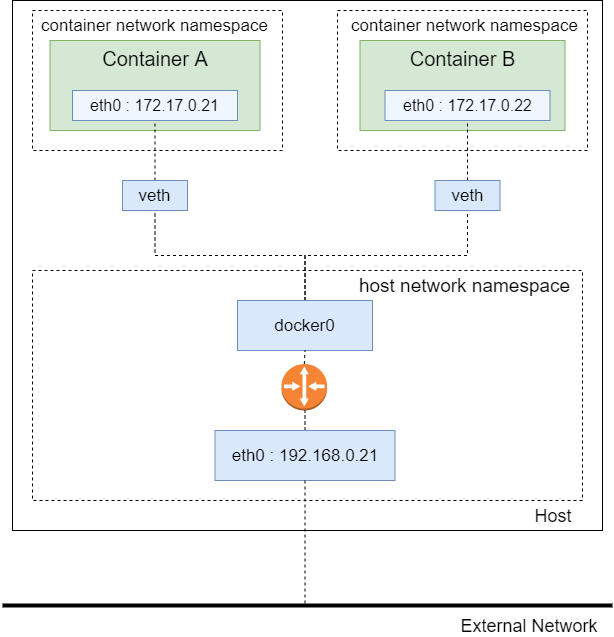 container network namespace
container network namespace
Container A
Container B
eth0 : 172.17.0.21
eth0 : 172.17.0.22
veth
veth
host network namespace
docker0
eth0 : 192.168.0.21
Host
External Network